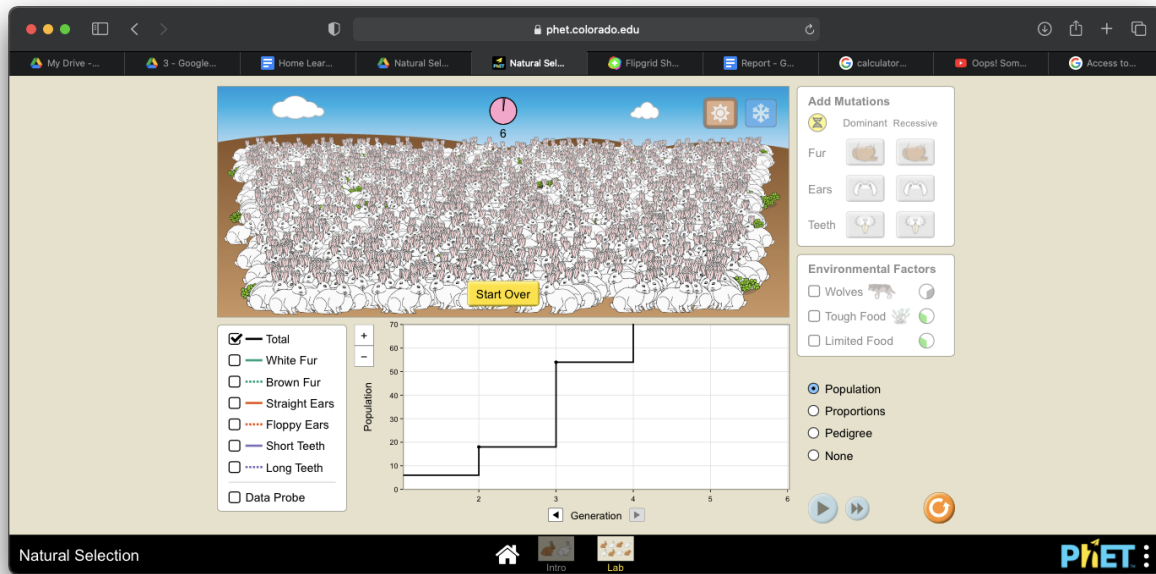 phet.colorado.edu
My Drive -...
3 - Google...
Home Lear...
Natural Sel...
Natural Sel...
Flipgrid Sh...
Report - G...
calculator...
Oops! Som...
Access to...
6
Start Over
Add Mutations
Dominant Recessive
Fur
Ears
Teeth
Environmental Factors
Wolves
Tough Food
Limited Food
Total
White Fur
Brown Fur
Straight Ears
Floppy Ears
Short Teeth
Long Teeth
Data Probe
+
−
Population
70
60
50
40
30
20
10
0
2 3 4 5 6
Generation
Population
Proportions
Pedigree
None
Natural Selection
Intro
Lab
PhET